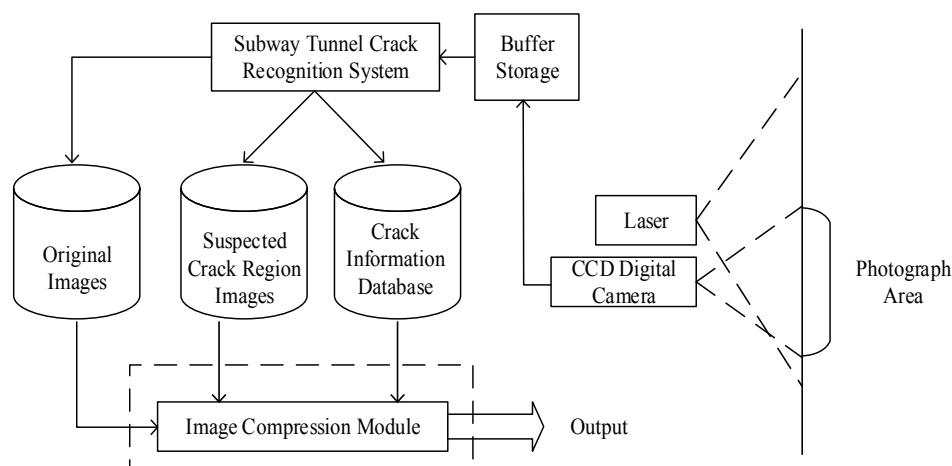 Subway Tunnel Crack
Recognition System
Buffer
Storage
Original
Images
Suspected
Crack Region
Images
Crack
Information
Database
Laser
CCD Digital
Camera
Photograph
Area
Image Compression Module
Output